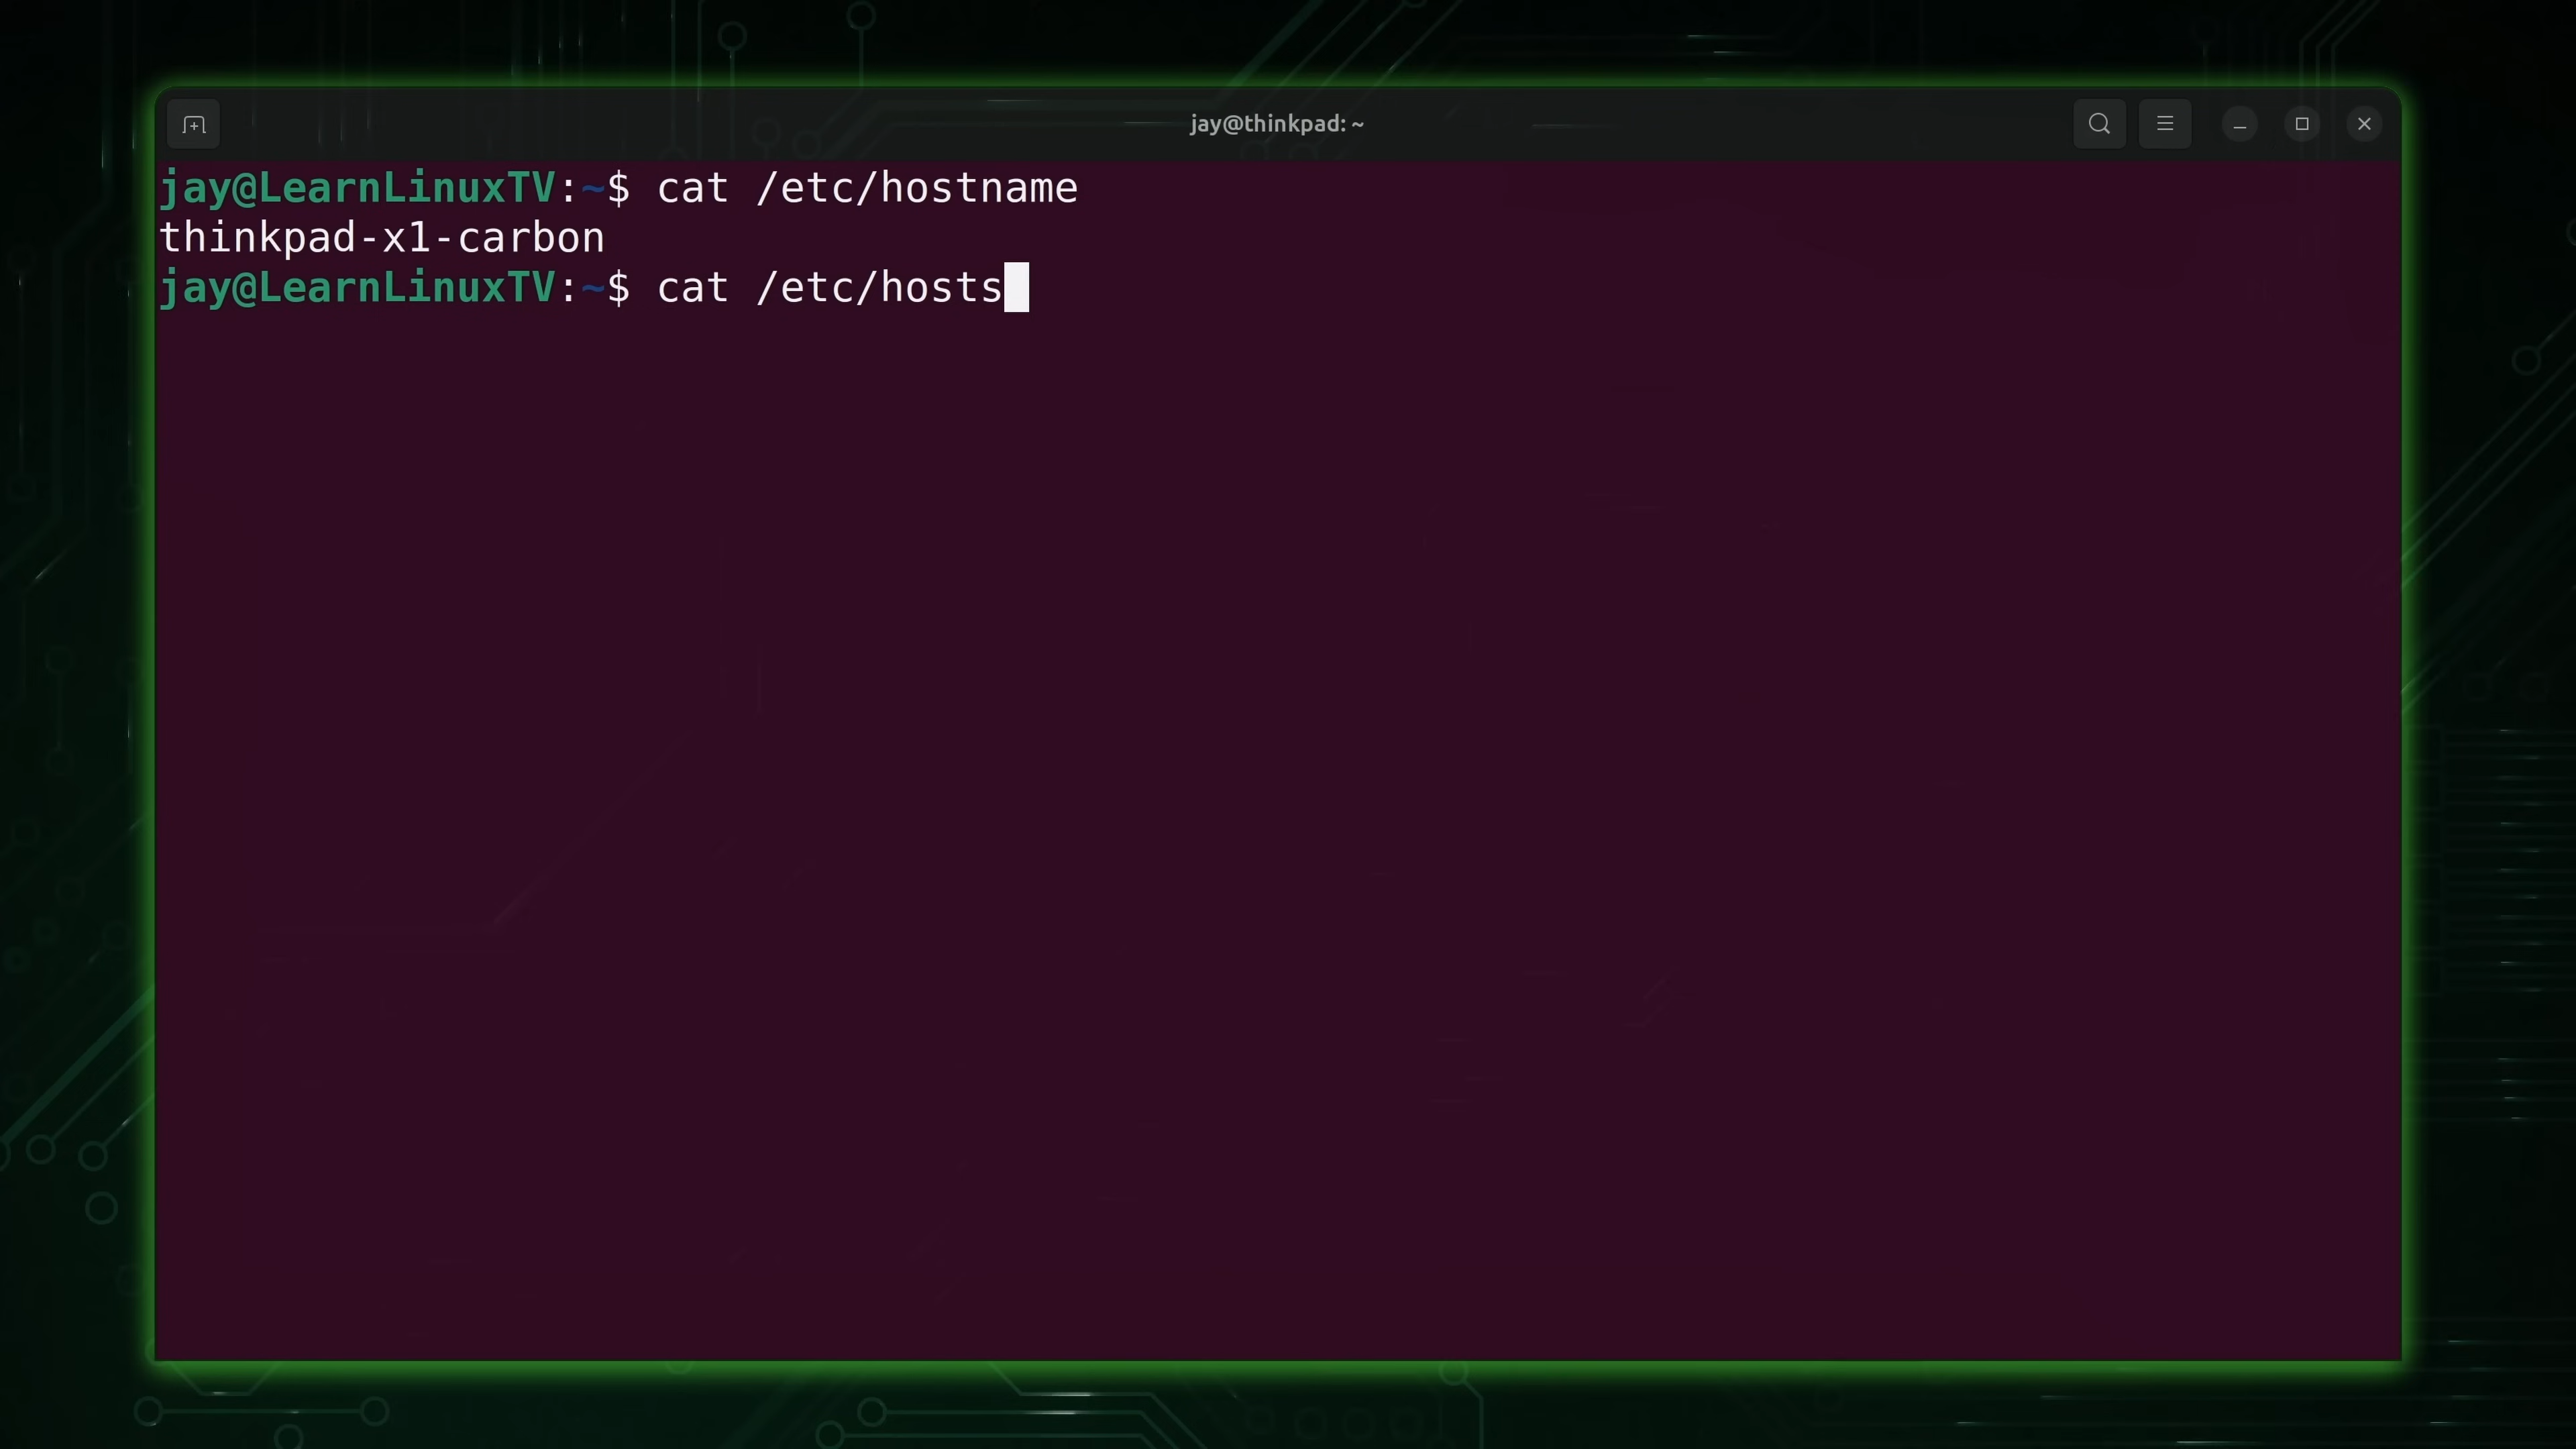 jay@thinkpad: ~
jay@LearnLinuxTV:~$ cat /etc/hostname
thinkpad-x1-carbon
jay@LearnLinuxTV:~$ cat /etc/hosts